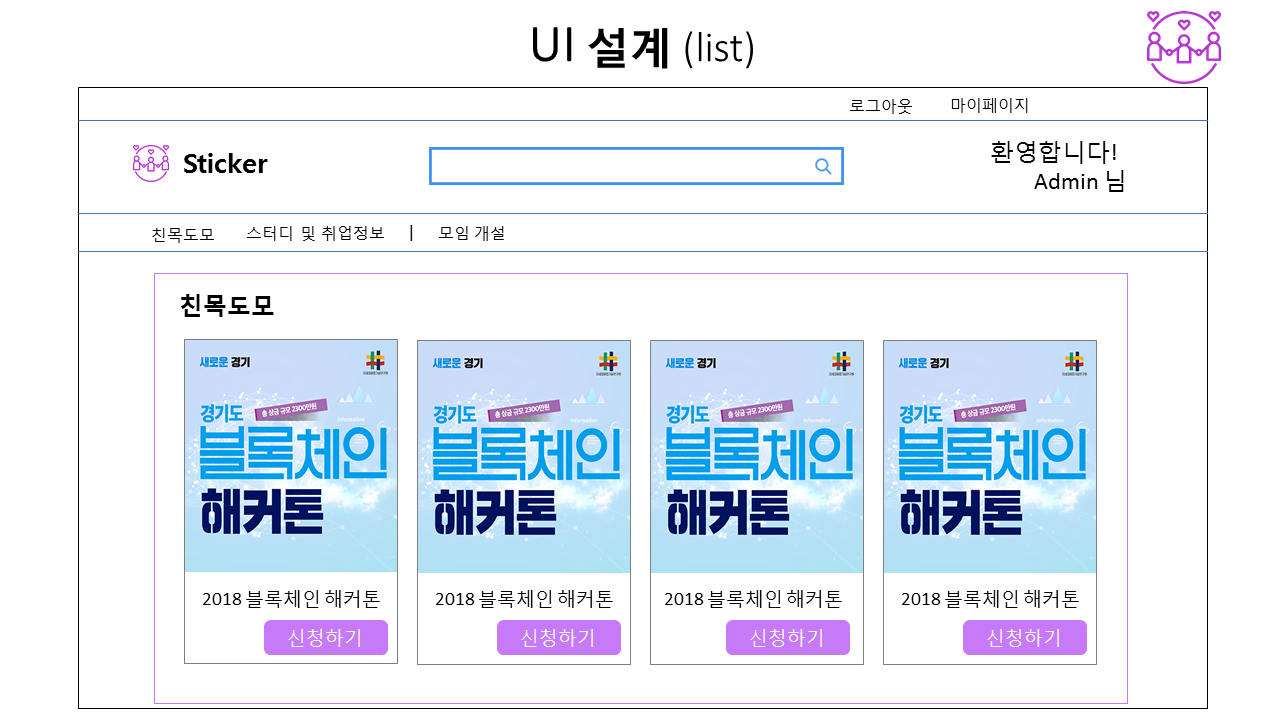 UI 설계 (list)
로그아웃 마이페이지
Sticker
환영합니다!
Admin 님
친목도모 스터디 및 취업정보 | 모임 개설
친목도모
새로운 경기
경기도 총 상금 규모 2300만원
Information
블록체인
해커톤
2018 블록체인 해커톤
신청하기
새로운 경기
경기도 총 상금 규모 2300만원
Information
블록체인
해커톤
2018 블록체인 해커톤
신청하기
새로운 경기
경기도 총 상금 규모 2300만원
Information
블록체인
해커톤
2018 블록체인 해커톤
신청하기
새로운 경기
경기도 총 상금 규모 2300만원
Information
블록체인
해커톤
2018 블록체인 해커톤
신청하기